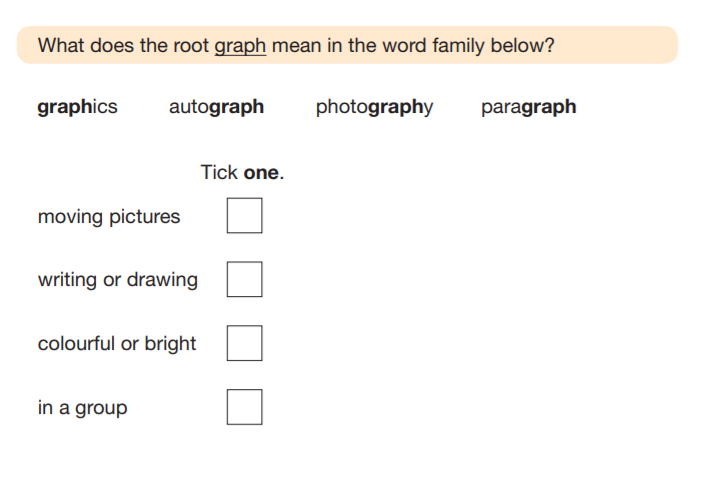 What does the root graph mean in the word family below?
graphics autograph photography paragraph
Tick one.
moving pictures
writing or drawing
colourful or bright
in a group